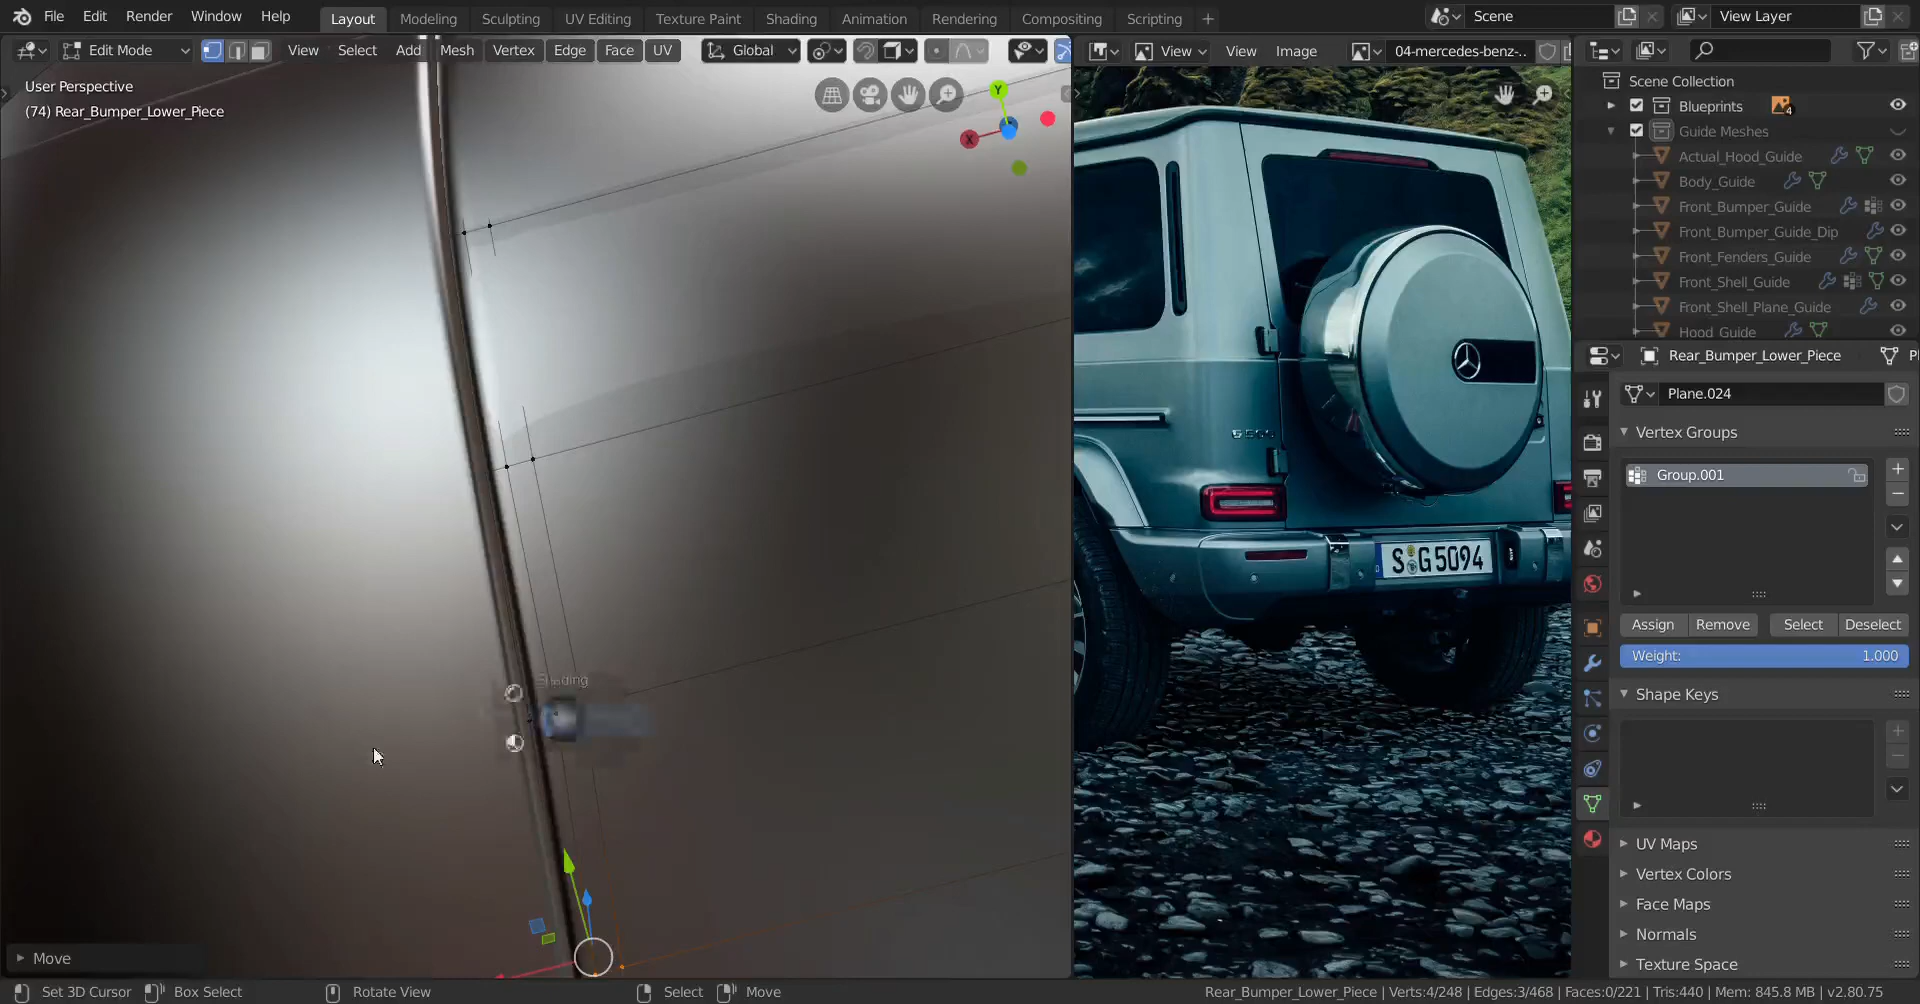 File Edit Render Window Help Layout Modeling Sculpting UV Editing Texture Paint Shading Animation Rendering Compositing Scripting + Scene View Layer
Edit Mode View Select Add Mesh Vertex Edge Face UV Global View View Image 04-mercedes-benz-..
User Perspective
(74) Rear_Bumper_Lower_Piece
Y
X
Move
S G 5094
Scene Collection
Blueprints 4
Guide Meshes
Actual_Hood_Guide
Body_Guide
Front_Bumper_Guide
Front_Bumper_Guide_Dip
Front_Fenders_Guide
Front_Shell_Guide
Front_Shell_Plane_Guide
Hood_Guide
Rear_Bumper_Lower_Piece
Plane.024
Vertex Groups
Group.001
Assign Remove Select Deselect
Weight: 1.000
Shape Keys
UV Maps
Vertex Colors
Face Maps
Normals
Texture Space
Set 3D Cursor Box Select Rotate View Select Move Rear_Bumper_Lower_Piece | Verts:4/248 | Edges:3/468 | Faces:0/221 | Tris:440 | Mem: 845.8 MB | v2.80.75